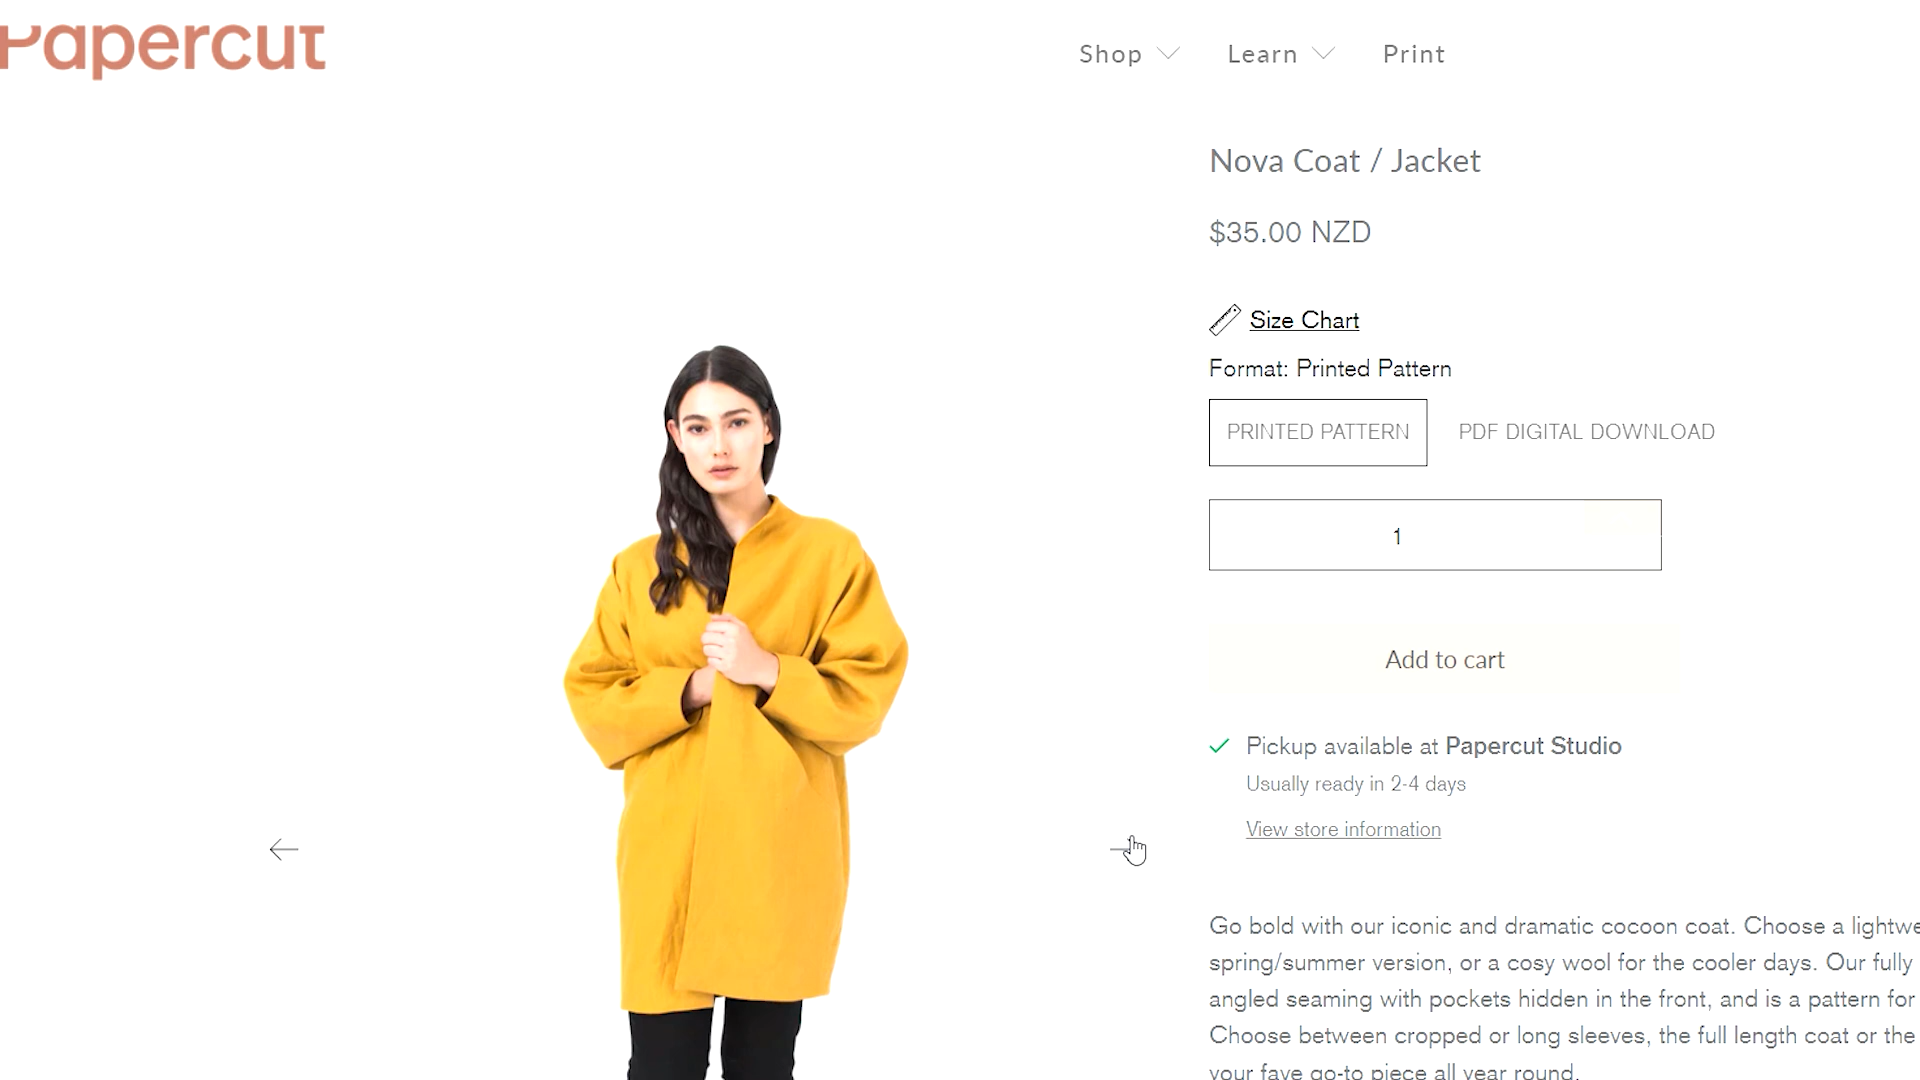 Papercut
Shop
Learn
Print
Nova Coat / Jacket
$35.00 NZD
Size Chart
Format: Printed Pattern
PRINTED PATTERN
PDF DIGITAL DOWNLOAD
1
Add to cart
Pickup available at Papercut Studio
Usually ready in 2-4 days
View store information
Go bold with our iconic and dramatic cocoon coat. Choose a lightwe
spring/summer version, or a cosy wool for the cooler days. Our fully
angled seaming with pockets hidden in the front, and is a pattern for
Choose between cropped or long sleeves, the full length coat or the
your fave go-to piece all year round.